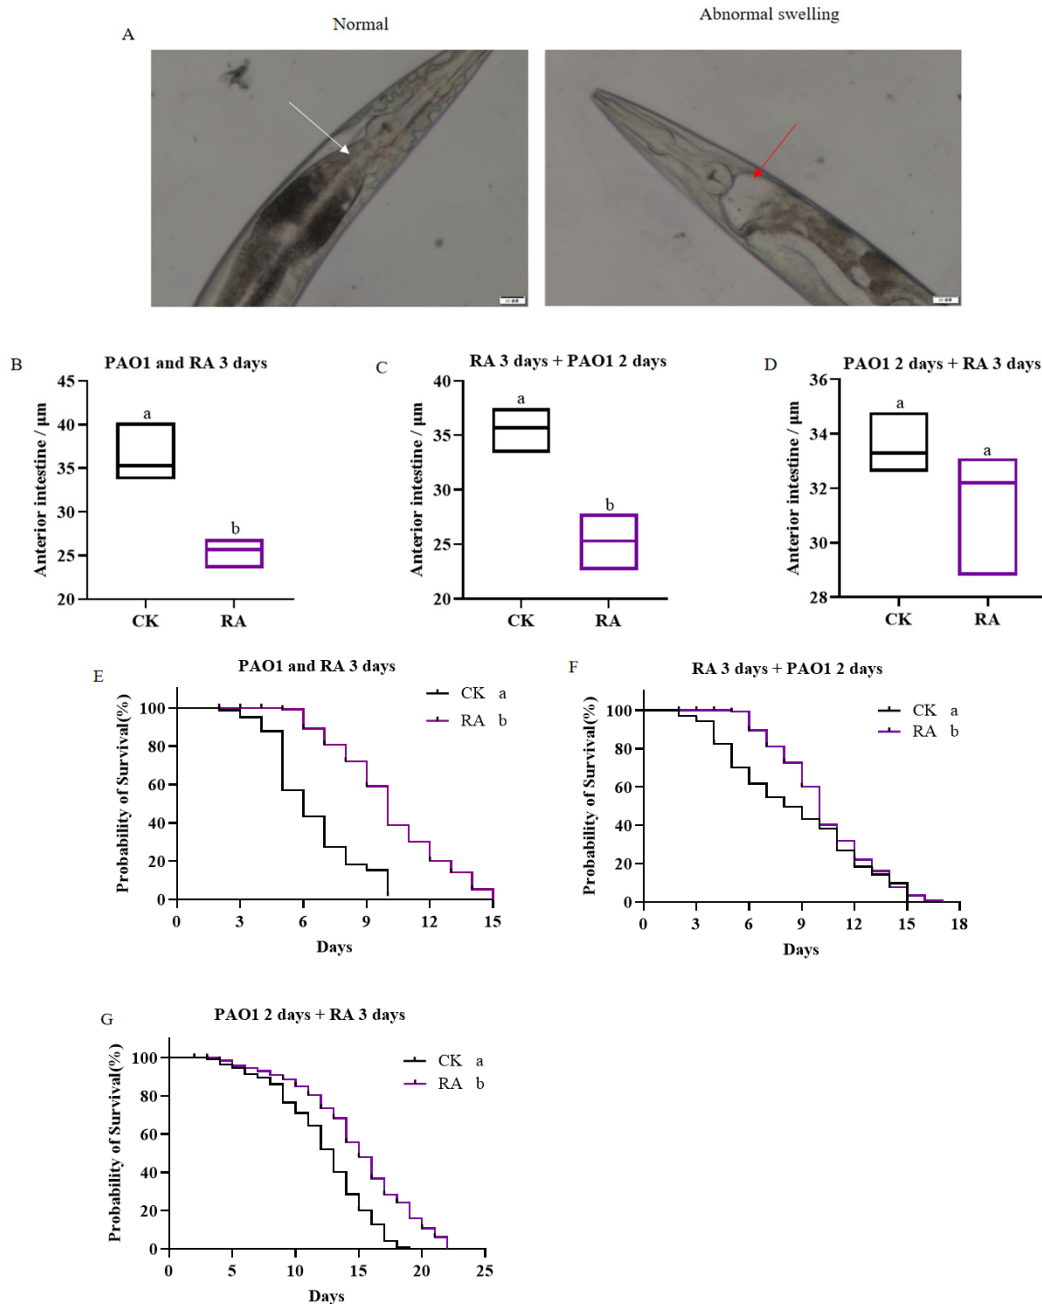 Normal
Abnormal swelling
A
B
PAO1 and RA 3 days
Anterior intestine / μm
45
40
35
30
25
20
a
b
CK
RA
C
RA 3 days + PAO1 2 days
Anterior intestine / μm
40
35
30
25
20
a
b
CK
RA
D
PAO1 2 days + RA 3 days
Anterior intestine / μm
36
34
32
30
28
a
a
CK
RA
E
PAO1 and RA 3 days
CK a
RA b
Probability of Survival(%)
100
80
60
40
20
0
0 3 6 9 12 15
Days
F
RA 3 days + PAO1 2 days
CK a
RA b
Probability of Survival(%)
100
80
60
40
20
0
0 3 6 9 12 15 18
Days
G
PAO1 2 days + RA 3 days
CK a
RA b
Probability of Survival(%)
100
80
60
40
20
0
0 5 10 15 20 25
Days